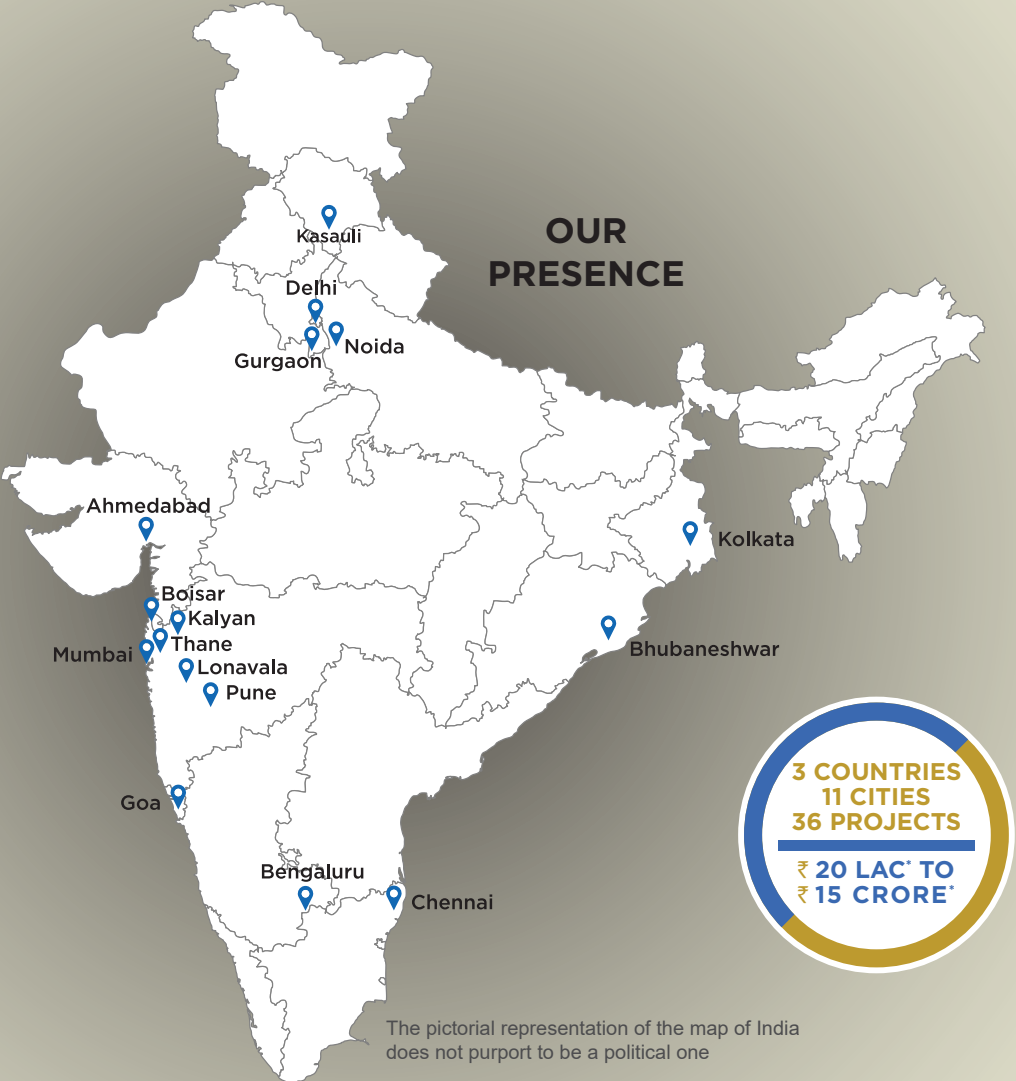 OUR
PRESENCE
Kasauli
Delhi
Noida
Gurgaon
Ahmedabad
Kolkata
Boisar
Kalyan
Thane
Mumbai
Lonavala
Pune
Bhubaneshwar
Goa
Bengaluru
Chennai
3 COUNTRIES
11 CITIES
36 PROJECTS
₹ 20 LAC* TO
₹ 15 CRORE*
The pictorial representation of the map of India
does not purport to be a political one